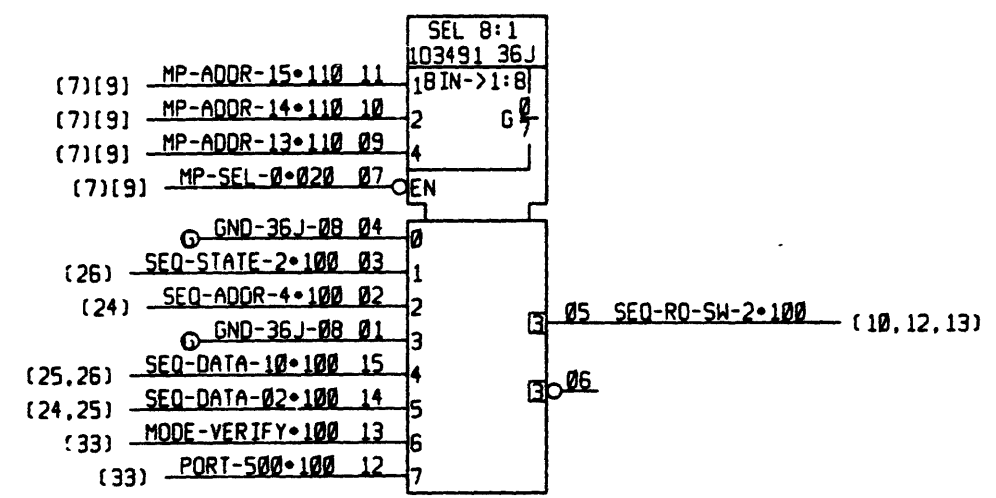 SEL 8:1
103491 36J
[7][9] MP-ADDR-15•110 11 1 BIN->1:8
[7][9] MP-ADDR-14•110 10 2 G 0/7
[7][9] MP-ADDR-13•110 09 4
[7][9] MP-SEL-0•020 07 EN
G GND-36J-08 04 0
[26] SEQ-STATE-2•100 03 1
[24] SEQ-ADDR-4•100 02 2
3 05 SEQ-RD-SW-2•100 [10,12,13]
G GND-36J-08 01 3
[25,26] SEQ-DATA-10•100 15 4
3 06
[24,25] SEQ-DATA-02•100 14 5
[33] MODE-VERIFY•100 13 6
[33] PORT-500•100 12 7